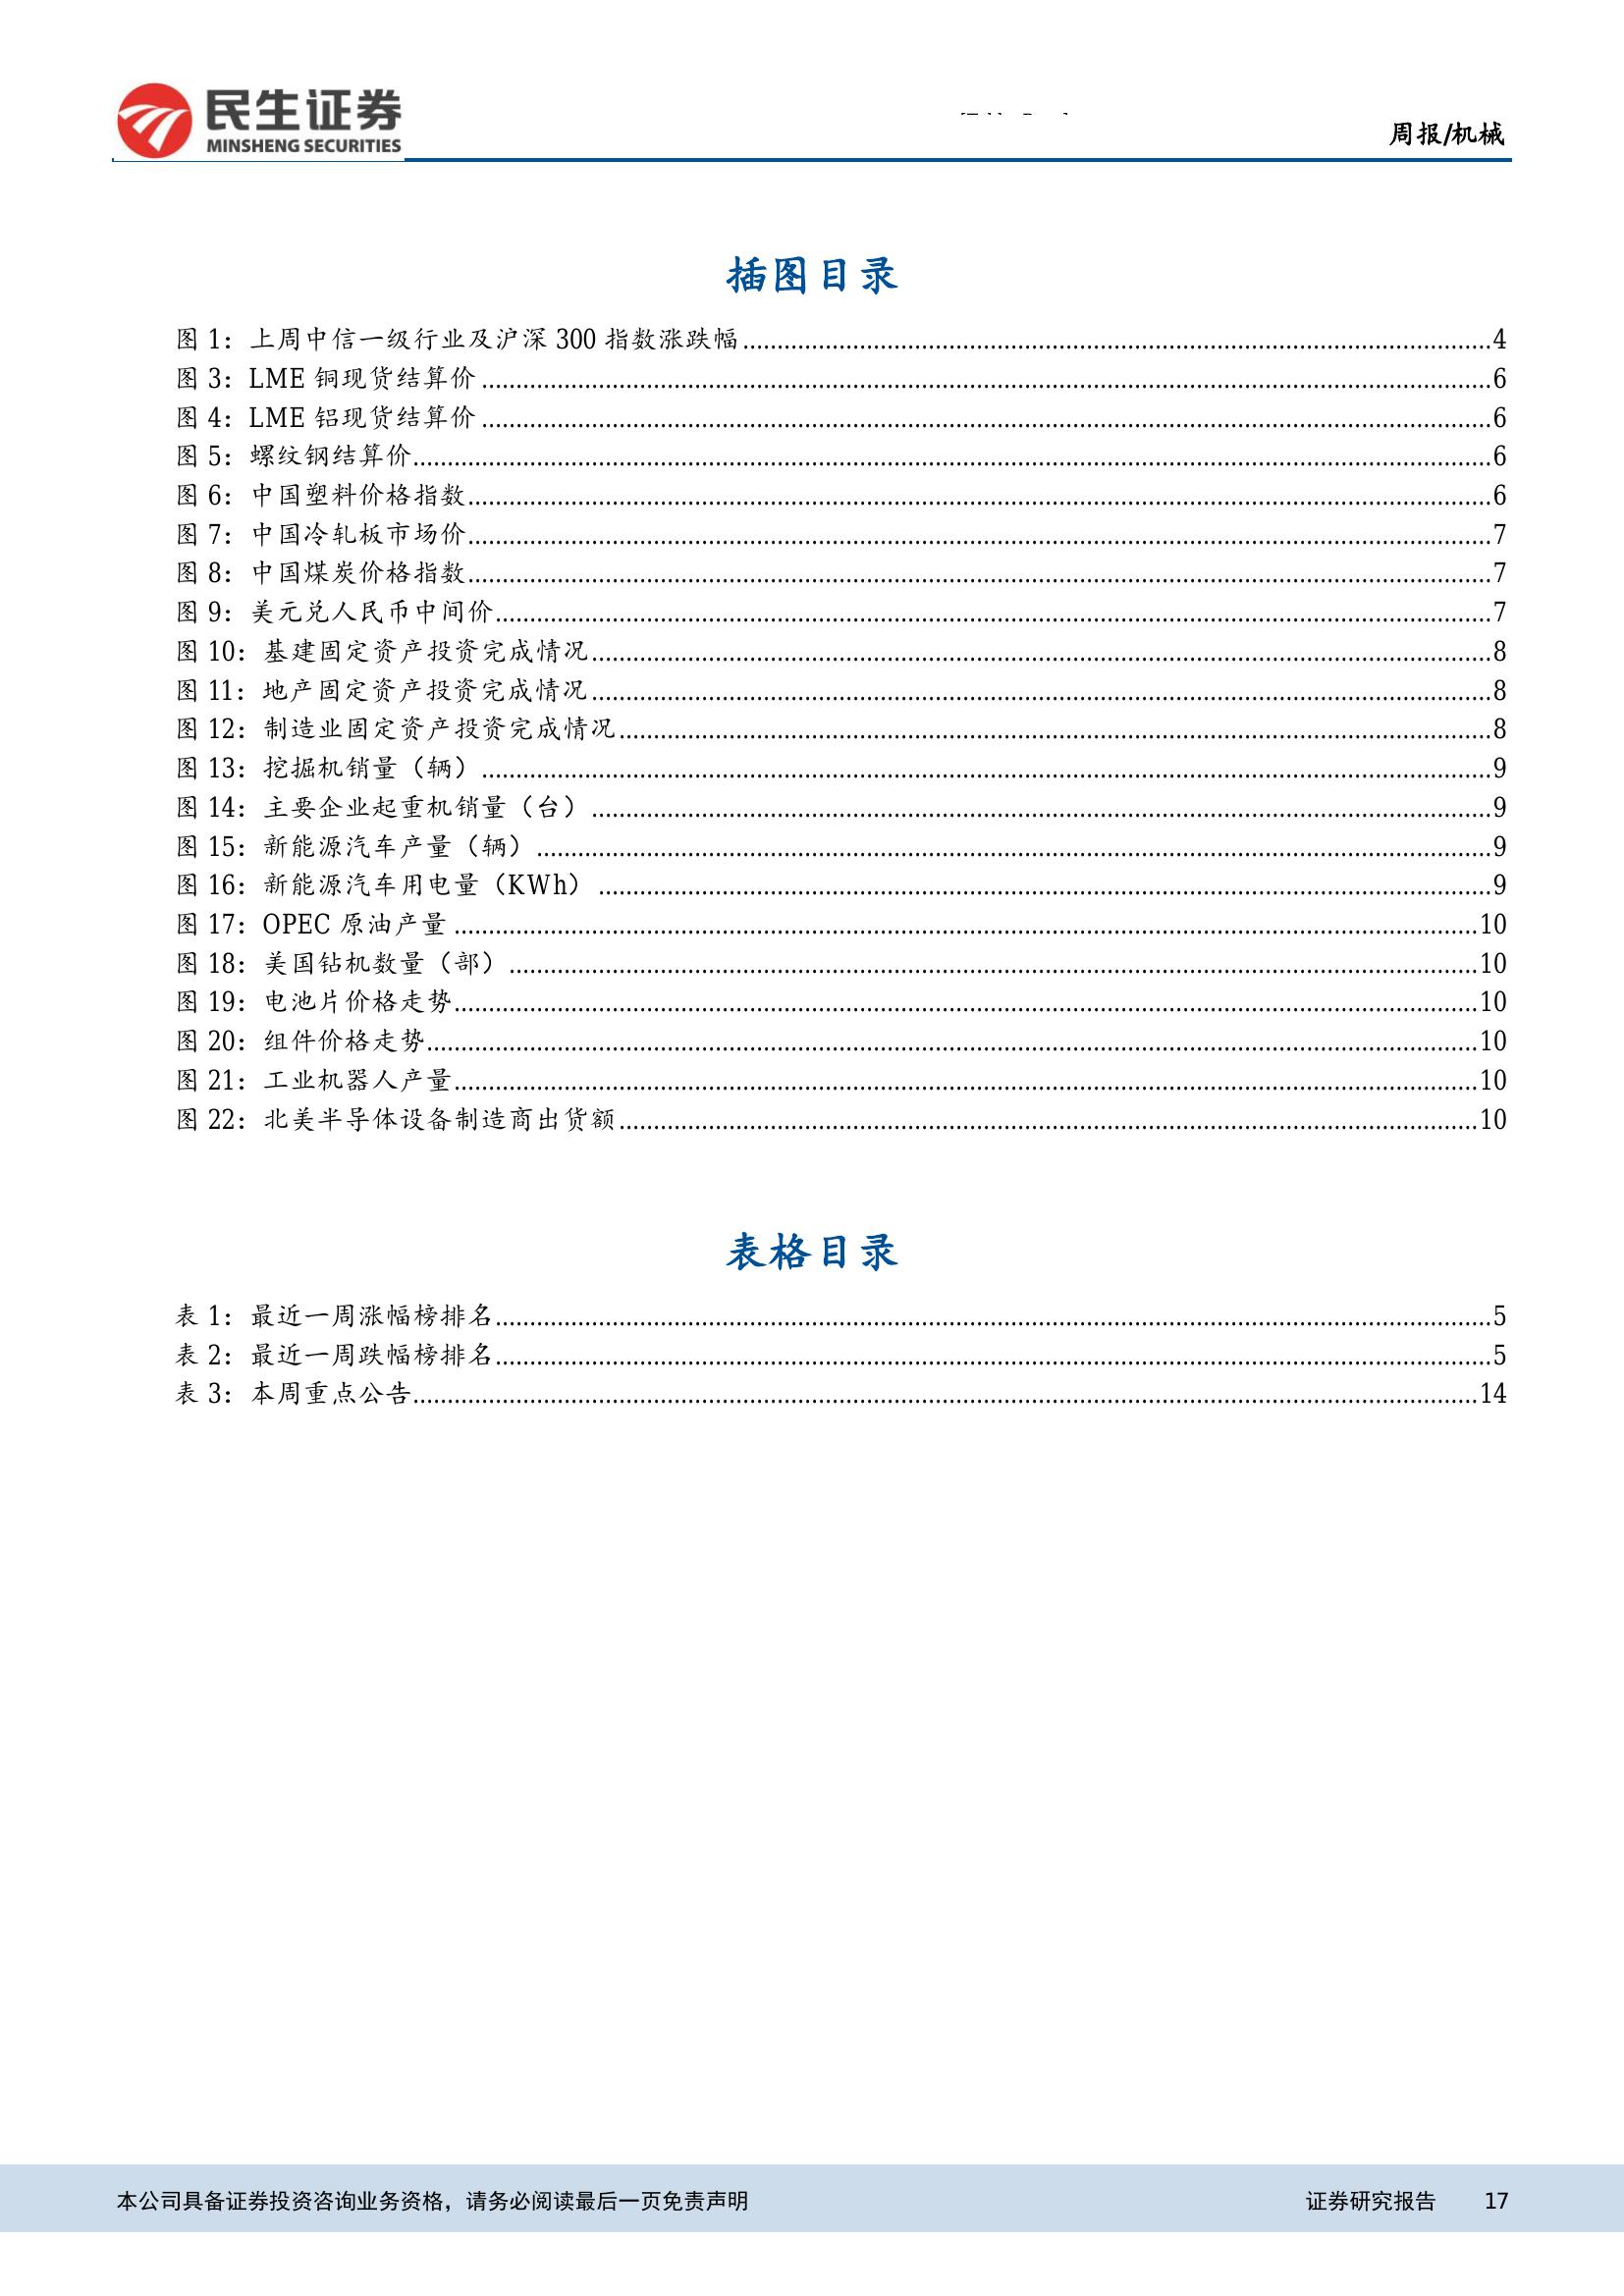 民生证券
MINSHENG SECURITIES
周报/机械
插图目录
图 1：上周中信一级行业及沪深 300 指数涨跌幅........................4
图 3：LME 铜现货结算价........................6
图 4：LME 铝现货结算价........................6
图 5：螺纹钢结算价........................6
图 6：中国塑料价格指数........................6
图 7：中国冷轧板市场价........................7
图 8：中国煤炭价格指数........................7
图 9：美元兑人民币中间价........................7
图 10：基建固定资产投资完成情况........................8
图 11：地产固定资产投资完成情况........................8
图 12：制造业固定资产投资完成情况........................8
图 13：挖掘机销量（辆）........................9
图 14：主要企业起重机销量（台）........................9
图 15：新能源汽车产量（辆）........................9
图 16：新能源汽车用电量（KWh）........................9
图 17：OPEC 原油产量........................10
图 18：美国钻机数量（部）........................10
图 19：电池片价格走势........................10
图 20：组件价格走势........................10
图 21：工业机器人产量........................10
图 22：北美半导体设备制造商出货额........................10
表格目录
表 1：最近一周涨幅榜排名........................5
表 2：最近一周跌幅榜排名........................5
表 3：本周重点公告........................14
本公司具备证券投资咨询业务资格，请务必阅读最后一页免责声明 证券研究报告 17